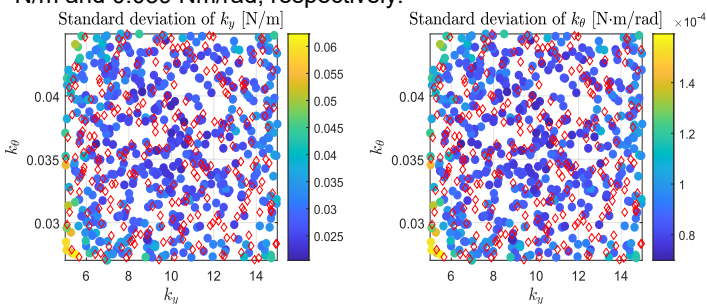 N/m and 0.035 Nm/rad, respectively.
Standard deviation of k_y [N/m]
Standard deviation of k_θ [N·m/rad]
×10⁻⁴
0.04
0.035
0.03
k_θ
6 8 10 12 14
k_y
0.06
0.055
0.05
0.045
0.04
0.035
0.03
0.025
0.04
0.035
0.03
k_θ
6 8 10 12 14
k_y
1.4
1.2
1
0.8